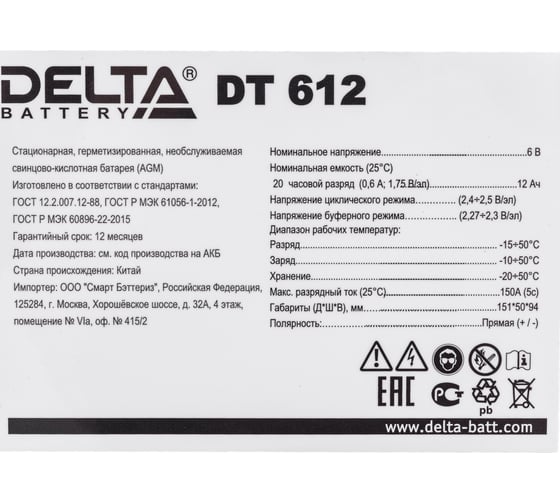 DELTA® DT 612
BATTERY
Стационарная, герметизированная, необслуживаемая
свинцово-кислотная батарея (AGM)
Изготовлено в соответствии с стандартами:
ГОСТ 12.2.007.12-88, ГОСТ Р МЭК 61056-1-2012,
ГОСТ Р МЭК 60896-22-2015
Гарантийный срок: 12 месяцев
Дата производства: см. код производства на АКБ
Страна происхождения: Китай
Импортер: ООО "Смарт Бэттериз", Российская Федерация,
125284, г. Москва, Хорошёвское шоссе, д. 32А, 4 этаж,
помещение № VIa, оф. № 415/2
Номинальное напряжение 6 В
Номинальная емкость (25°С)
20 часовой разряд (0,6 А; 1,75 В/эл) 12 Ач
Напряжение циклического режима (2,4÷2,5 В/эл)
Напряжение буферного режима (2,27÷2,3 В/эл)
Диапазон рабочих температур:
Разряд -15÷50°С
Заряд -10÷50°С
Хранение -20÷50°С
Макс. разрядный ток (25°С) 150А (5с)
Габариты (Д*Ш*В), мм 151*50*94
Полярность: Прямая (+ / -)
EAC
Pb
www.delta-batt.com